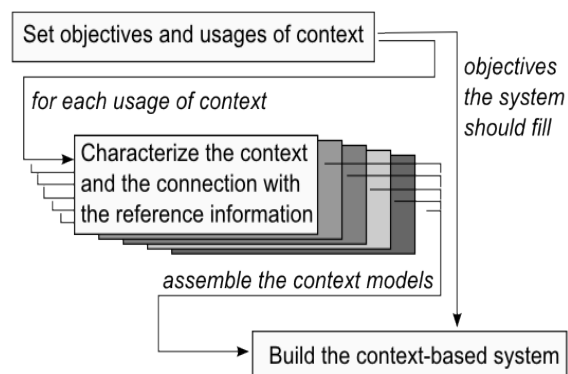 Set objectives and usages of context
objectives
the system
should fill
for each usage of context
Characterize the context
and the connection with
the reference information
assemble the context models
Build the context-based system